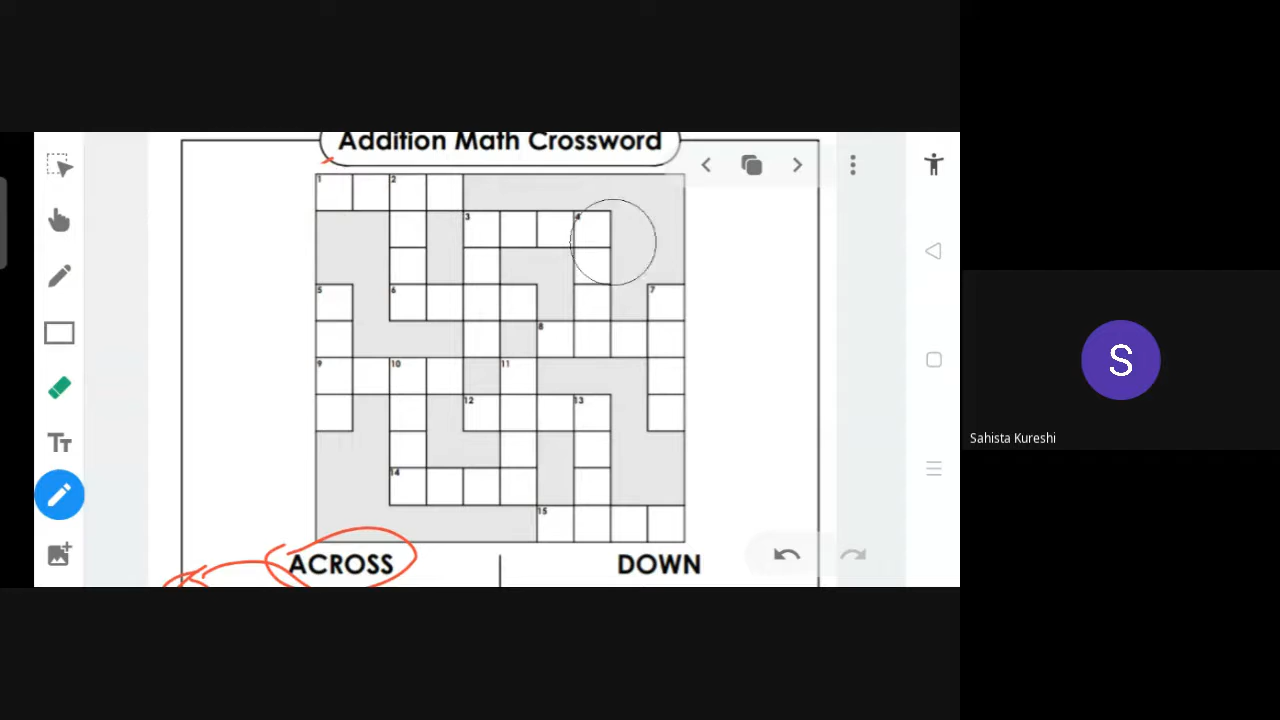 Addition Math Crossword
1 2
3 4
5 6 7
8
9 10 11
12 13
14
15
ACROSS DOWN
Tт
S
Sahista Kureshi